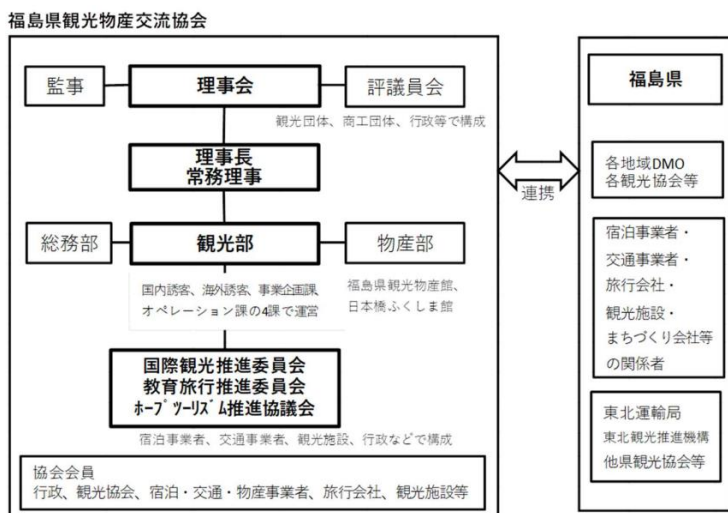 福島県観光物産交流協会
監事
理事会
評議員会
観光団体、商工団体、行政等で構成
理事長
常務理事
総務部
観光部
物産部
国内誘客、海外誘客、事業企画課、
オペレーション課の4課で運営
福島県観光物産館、
日本橋ふくしま館
国際観光推進委員会
教育旅行推進委員会
ホープツーリズム推進協議会
宿泊事業者、交通事業者、観光施設、行政などで構成
協会会員
行政、観光協会、宿泊・交通・物産事業者、旅行会社、観光施設等
連携
福島県
各地域DMO
各観光協会等
宿泊事業者・
交通事業者・
旅行会社・
観光施設・
まちづくり会社等
の関係者
東北運輸局
東北観光推進機構
他県観光協会等